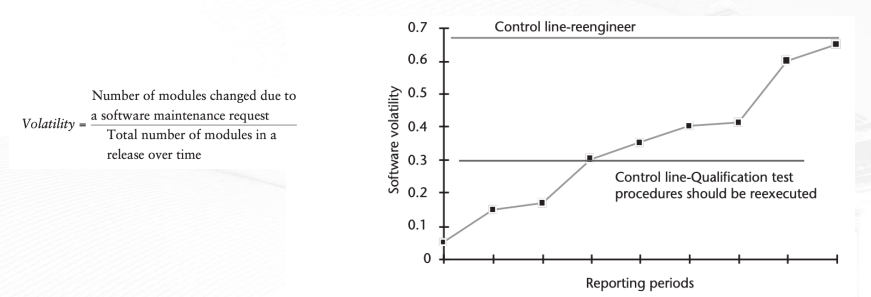 Volatility =
Number of modules changed due to
a software maintenance request
Total number of modules in a
release over time
Control line-reengineer
Software volatility
0.7
0.6
0.5
0.4
0.3
0.2
0.1
0
Control line-Qualification test
procedures should be reexecuted
Reporting periods